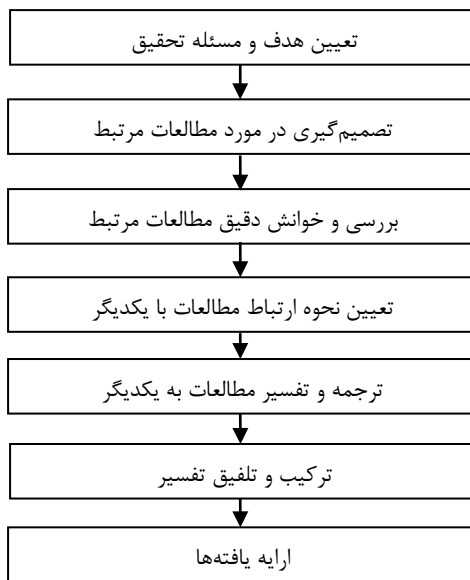 تعیین هدف و مسئله تحقیق
تصمیم‌گیری در مورد مطالعات مرتبط
بررسی و خوانش دقیق مطالعات مرتبط
تعیین نحوه ارتباط مطالعات با یکدیگر
ترجمه و تفسیر مطالعات به یکدیگر
ترکیب و تلفیق تفسیر
ارایه یافته‌ها